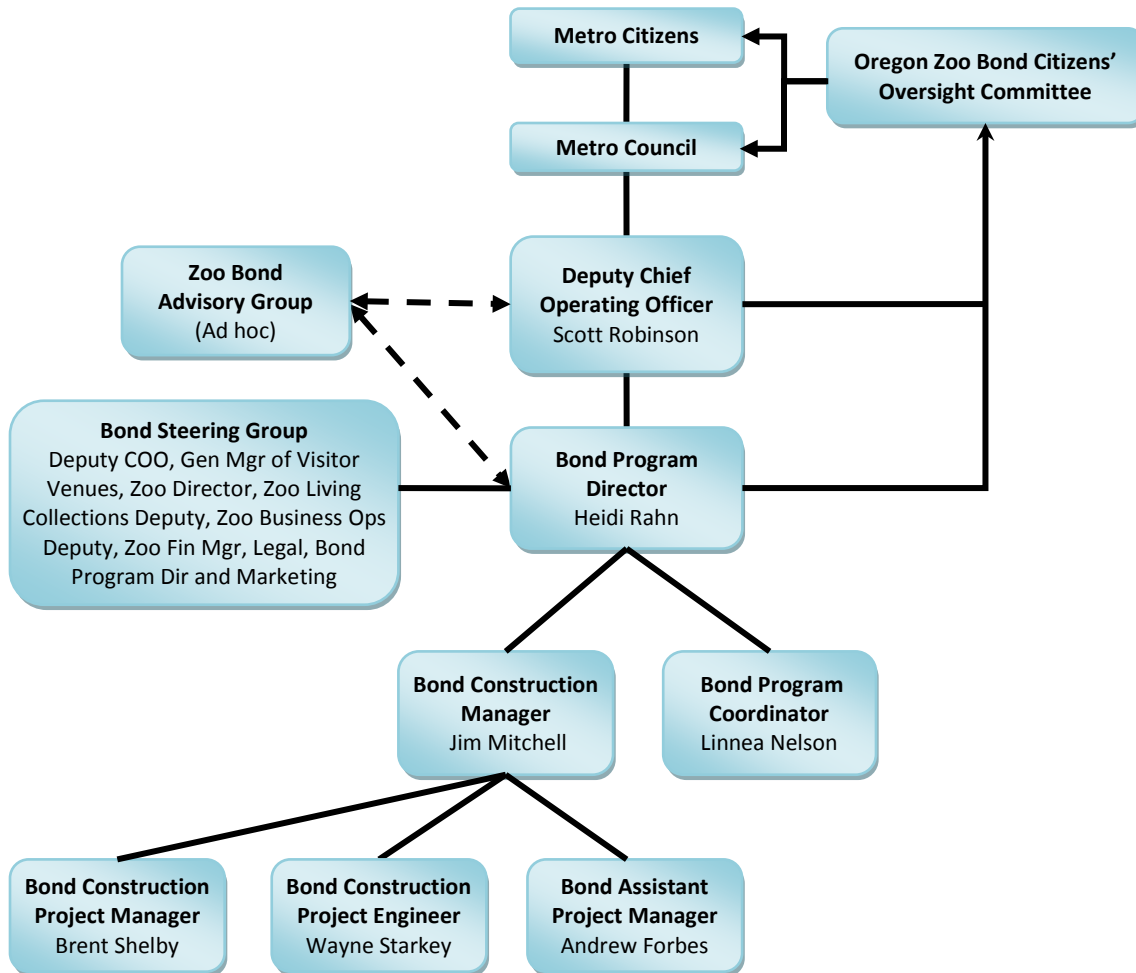 Metro Citizens
Oregon Zoo Bond Citizens'
Oversight Committee
Metro Council
Zoo Bond
Advisory Group
(Ad hoc)
Deputy Chief
Operating Officer
Scott Robinson
Bond Steering Group
Deputy COO, Gen Mgr of Visitor
Venues, Zoo Director, Zoo Living
Collections Deputy, Zoo Business Ops
Deputy, Zoo Fin Mgr, Legal, Bond
Program Dir and Marketing
Bond Program
Director
Heidi Rahn
Bond Construction
Manager
Jim Mitchell
Bond Program
Coordinator
Linnea Nelson
Bond Construction
Project Manager
Brent Shelby
Bond Construction
Project Engineer
Wayne Starkey
Bond Assistant
Project Manager
Andrew Forbes